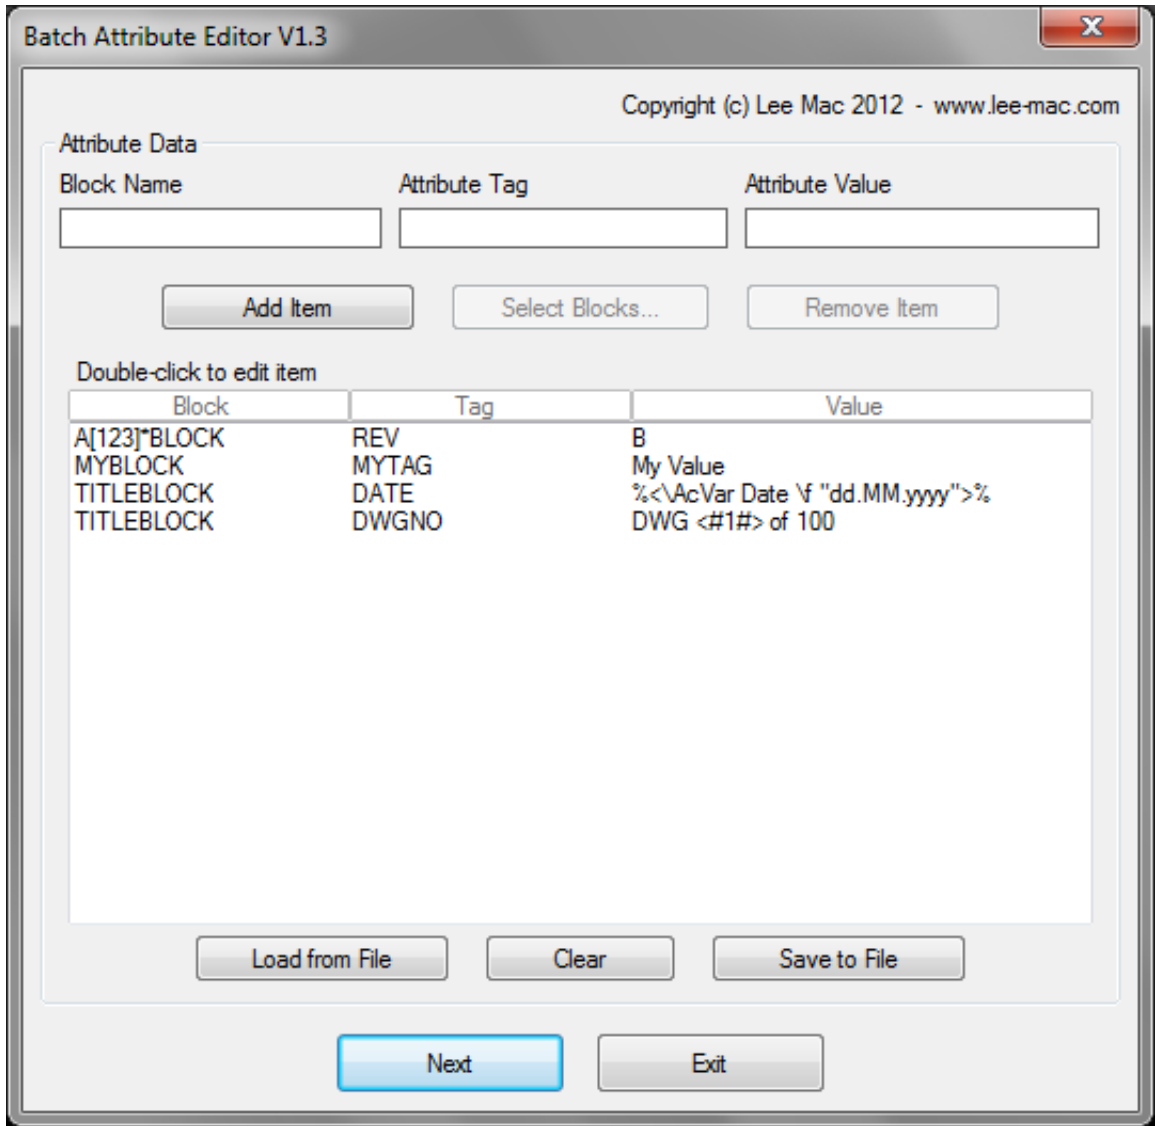 Batch Attribute Editor V1.3
Copyright (c) Lee Mac 2012 - www.lee-mac.com
Attribute Data
Block Name Attribute Tag Attribute Value
Add Item Select Blocks... Remove Item
Double-click to edit item
Block Tag Value
A[123]*BLOCK REV B
MYBLOCK MYTAG My Value
TITLEBLOCK DATE %<\AcVar Date \f "dd.MM.yyyy">%
TITLEBLOCK DWGNO DWG <#1#> of 100
Load from File Clear Save to File
Next Exit